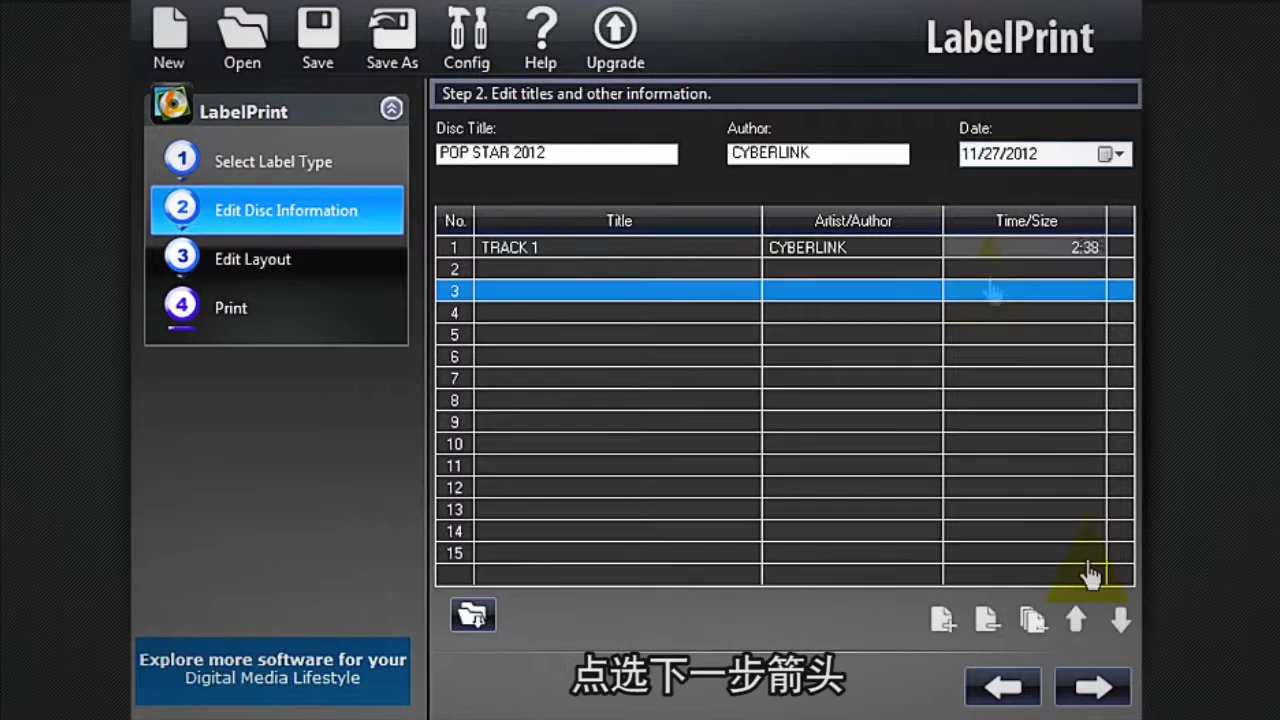 New Open Save Save As Config Help Upgrade LabelPrint
LabelPrint
1 Select Label Type
2 Edit Disc Information
3 Edit Layout
4 Print
Explore more software for your
Digital Media Lifestyle
Step 2. Edit titles and other information.
Disc Title: Author: Date:
POP STAR 2012 CYBERLINK 11/27/2012
No. Title Artist/Author Time/Size
1 TRACK 1 CYBERLINK 2:38
2
3
4
5
6
7
8
9
10
11
12
13
14
15
点选下一步箭头